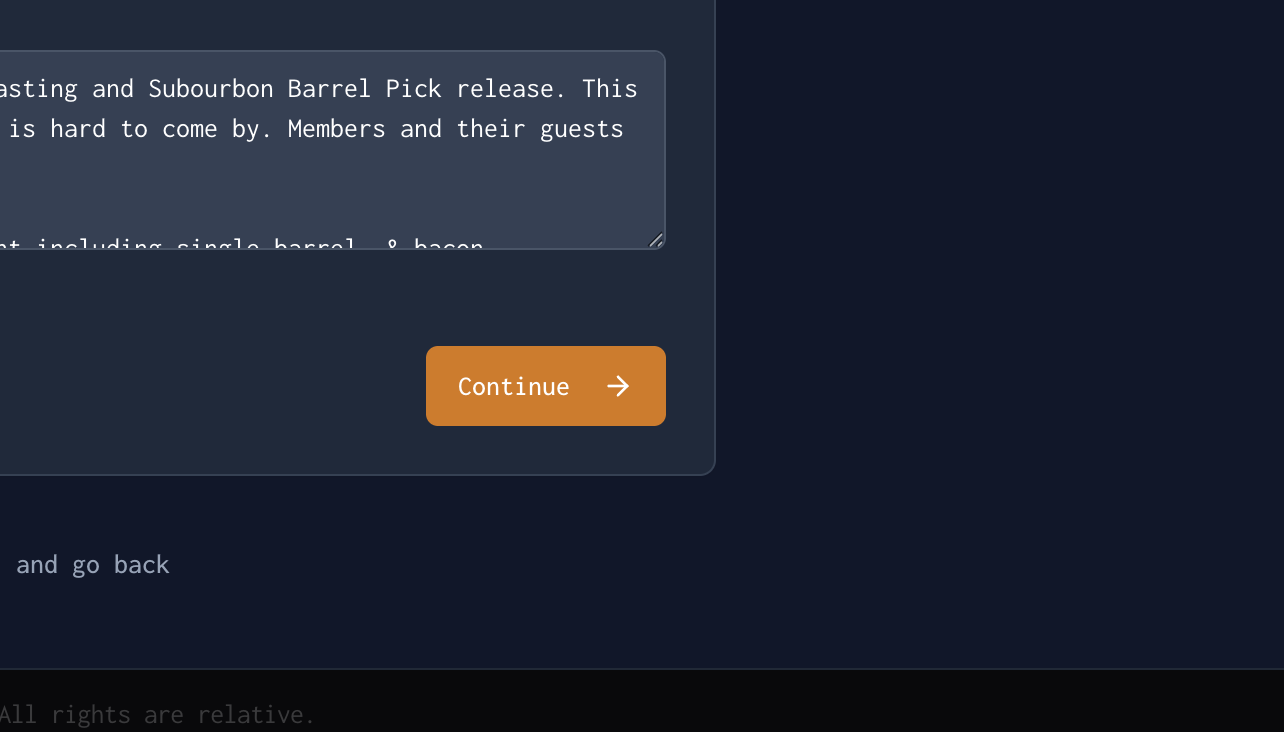 asting and Subourbon Barrel Pick release. This
is hard to come by. Members and their guests
nt including single barrel, & bacon
Continue
and go back
All rights are relative.